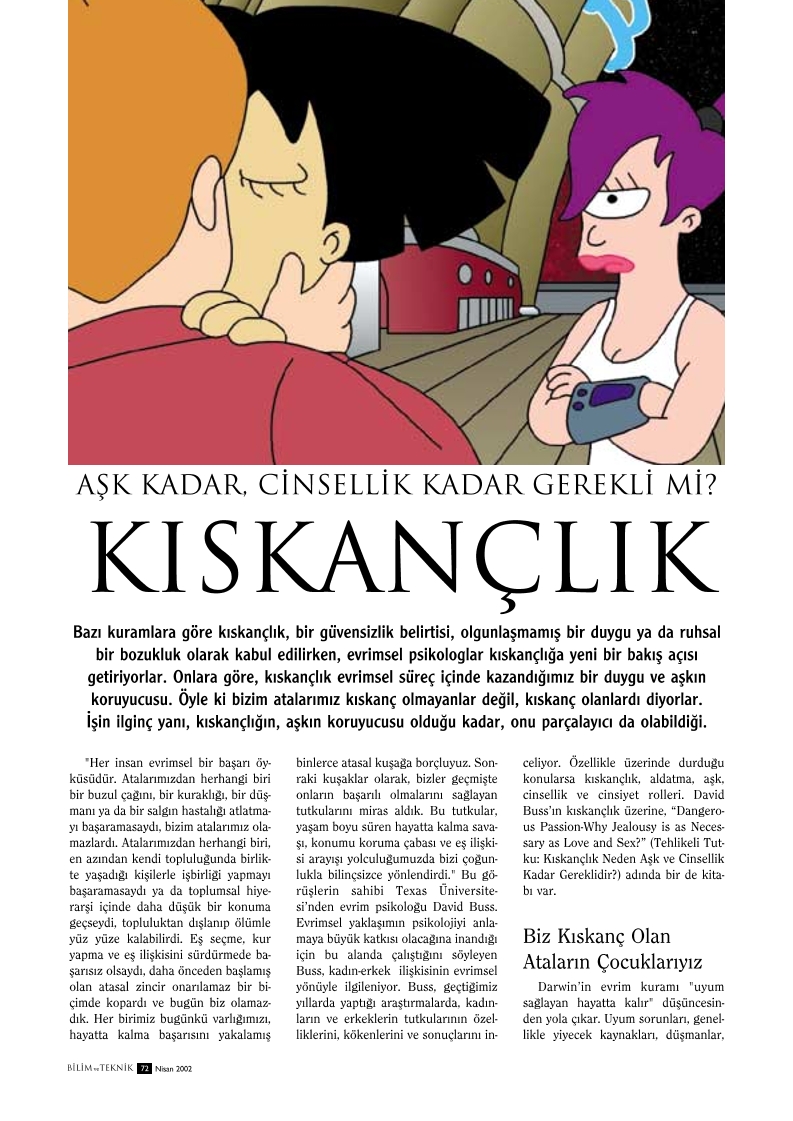 AŞK KADAR, CİNSELLİK KADAR GEREKLİ Mİ?
KISKANÇLIK
Bazı kuramlara göre kıskançlık, bir güvensizlik belirtisi, olgunlaşmamış bir duygu ya da ruhsal
bir bozukluk olarak kabul edilirken, evrimsel psikologlar kıskançlığa yeni bir bakış açısı
getiriyorlar. Onlara göre, kıskançlık evrimsel süreç içinde kazandığımız bir duygu ve aşkın
koruyucusu. Öyle ki bizim atalarımız kıskanç olmayanlar değil, kıskanç olanlardı diyorlar.
İşin ilginç yanı, kıskançlığın, aşkın koruyucusu olduğu kadar, onu parçalayıcı da olabildiği.
"Her insan evrimsel bir başarı öy-
küsüdür. Atalarımızdan herhangi biri
bir buzul çağını, bir kuraklığı, bir düş-
manı ya da bir salgın hastalığı atlatma-
yı başaramasaydı, bizim atalarımız ola-
mazlardı. Atalarımızdan herhangi biri,
en azından kendi topluluğunda birlik-
te yaşadığı kişilerle işbirliği yapmayı
başaramasaydı ya da toplumsal hiye-
rarşi içinde daha düşük bir konuma
geçseydi, topluluktan dışlanıp ölümle
yüz yüze kalabilirdi. Eş seçme, kur
yapma ve eş ilişkisini sürdürmede ba-
şarısız olsaydı, daha önceden başlamış
olan atasal zincir onarılamaz bir bi-
çimde kopardı ve bugün biz olamaz-
dık. Her birimiz bugünkü varlığımızı,
hayatta kalma başarısını yakalamış
binlerce atasal kuşağa borçluyuz. Son-
raki kuşaklar olarak, bizler geçmişte
onların başarılı olmalarını sağlayan
tutkularını miras aldık. Bu tutkular,
yaşam boyu süren hayatta kalma sava-
şı, konumu koruma çabası ve eş ilişki-
si arayışı yolculuğumuzda bizi çoğun-
lukla bilinçsizce yönlendirdi." Bu gö-
rüşlerin sahibi Texas Üniversite-
si'nden evrim psikoloğu David Buss.
Evrimsel yaklaşımın psikolojiyi anla-
maya büyük katkısı olacağına inandığı
için bu alanda çalıştığını söyleyen
Buss, kadın-erkek ilişkisinin evrimsel
yönüyle ilgileniyor. Buss, geçtiğimiz
yıllarda yaptığı araştırmalarda, kadın-
ların ve erkeklerin tutkularının özel-
liklerini, kökenlerini ve sonuçlarını in-
celiyor. Özellikle üzerinde durduğu
konularsa kıskançlık, aldatma, aşk,
cinsellik ve cinsiyet rolleri. David
Buss'ın kıskançlık üzerine, “Dangero-
us Passion-Why Jealousy is as Neces-
sary as Love and Sex?” (Tehlikeli Tut-
ku: Kıskançlık Neden Aşk ve Cinsellik
Kadar Gereklidir?) adında bir de kita-
bı var.
Biz Kıskanç Olan
Ataların Çocuklarıyız
Darwin'in evrim kuramı "uyum
sağlayan hayatta kalır" düşüncesin-
den yola çıkar. Uyum sorunları, genel-
likle yiyecek kaynakları, düşmanlar,
BİLİM ve TEKNİK 72 Nisan 2002